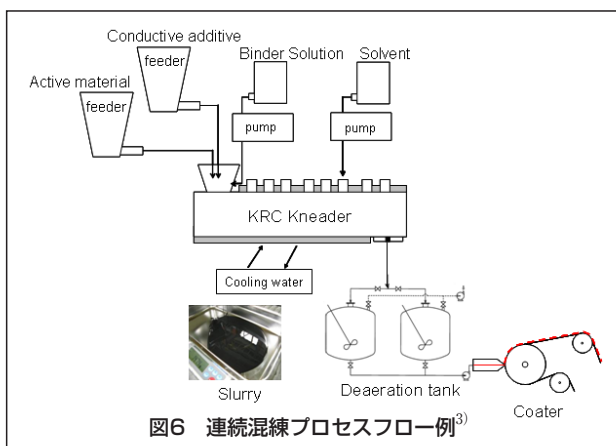 Conductive additive
feeder
Active material
feeder
Binder Solution
pump
Solvent
pump
KRC Kneader
Cooling water
Slurry
Deaeration tank
Coater
図6 連続混練プロセスフロー例3)